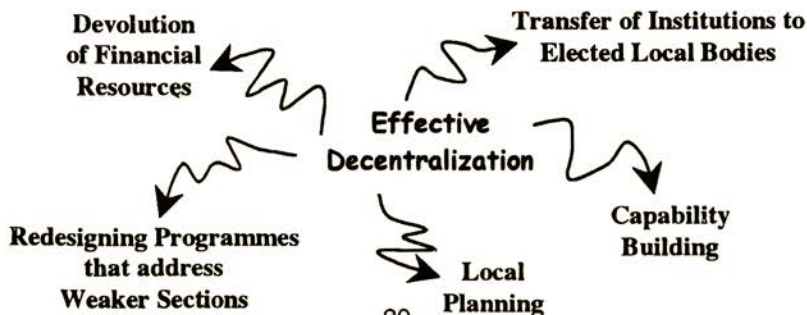 Devolution
of Financial
Resources
Transfer of Institutions to
Elected Local Bodies
Effective
Decentralization
Redesigning Programmes
that address
Weaker Sections
Local
Planning
Capability
Building